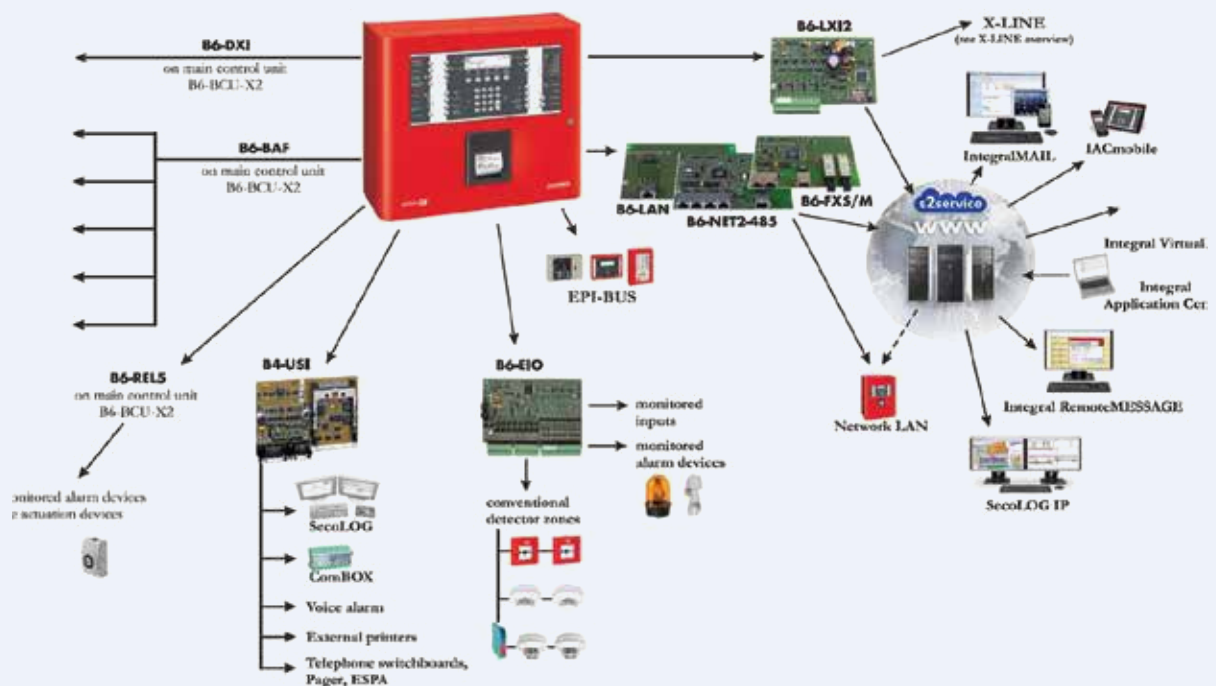 B6-DXI
on main control unit
B6-BCU-X2
B6-BAF
on main control unit
B6-BCU-X2
B6-REL5
on main control unit
B6-BCU-X2
onitored alarm devices
e actuation devices
B4-USI
SecoLOG
ComBOX
Voice alarm
External printers
Telephone switchboards,
Pager, ESPA
B6-EIO
monitored
inputs
monitored
alarm devices
conventional
detector zones
EPI-BUS
B6-LXI2
X-LINE
(see X-LINE overview)
B6-LAN
B6-NET2-485
B6-FXS/M
IntegralMAIL
IACmobile
s2service
WWW
Integral Virtual
Integral
Application Cen
Integral RemoteMESSAGE
Network LAN
SecoLOG IP